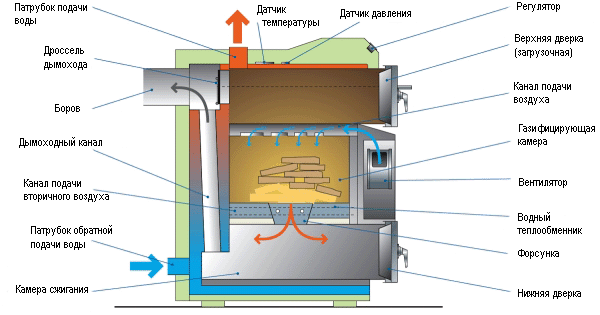 Патрубок подачи
воды
Датчик
температуры
Датчик давления
Регулятор
Дроссель
дымохода
Верхняя дверка
(загрузочная)
Боров
Канал подачи
воздуха
Дымоходный канал
Газифицирующая
камера
Канал подачи
вторичного воздуха
Вентилятор
Водный
теплообменник
Патрубок обратной
подачи воды
Форсунка
Камера сжигания
Нижняя дверка